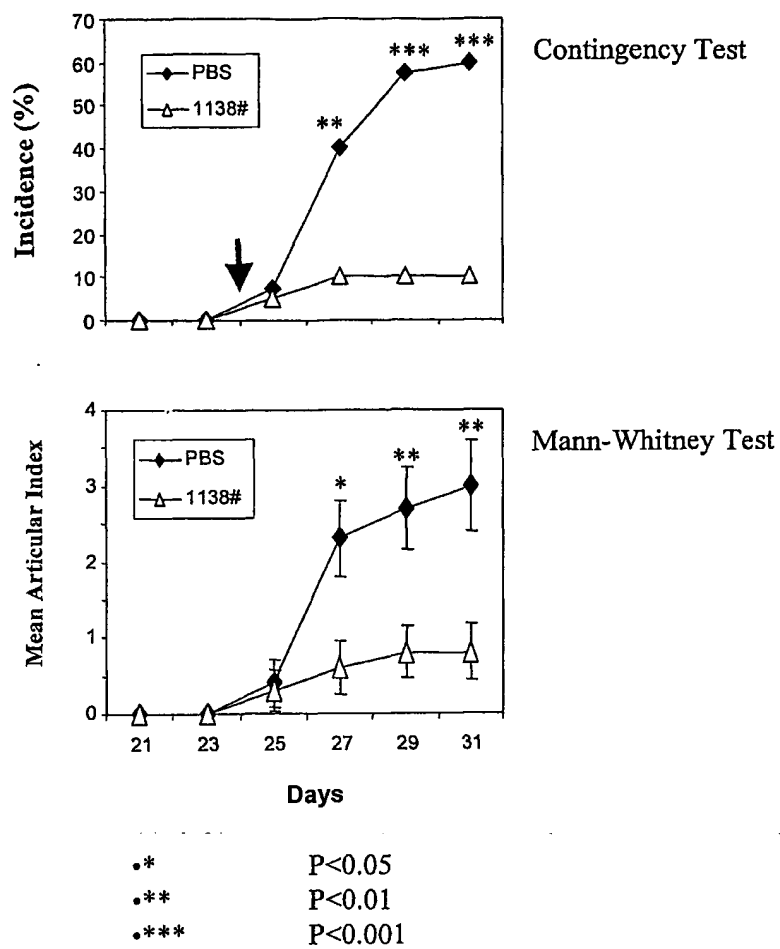 70
60
50
40
30
20
10
0
Incidence (%)
PBS
1138#
**
***
***
Contingency Test
4
3
2
1
0
Mean Articular Index
PBS
1138#
*
**
**
Mann-Whitney Test
21 23 25 27 29 31
Days
•* P<0.05
•** P<0.01
•*** P<0.001